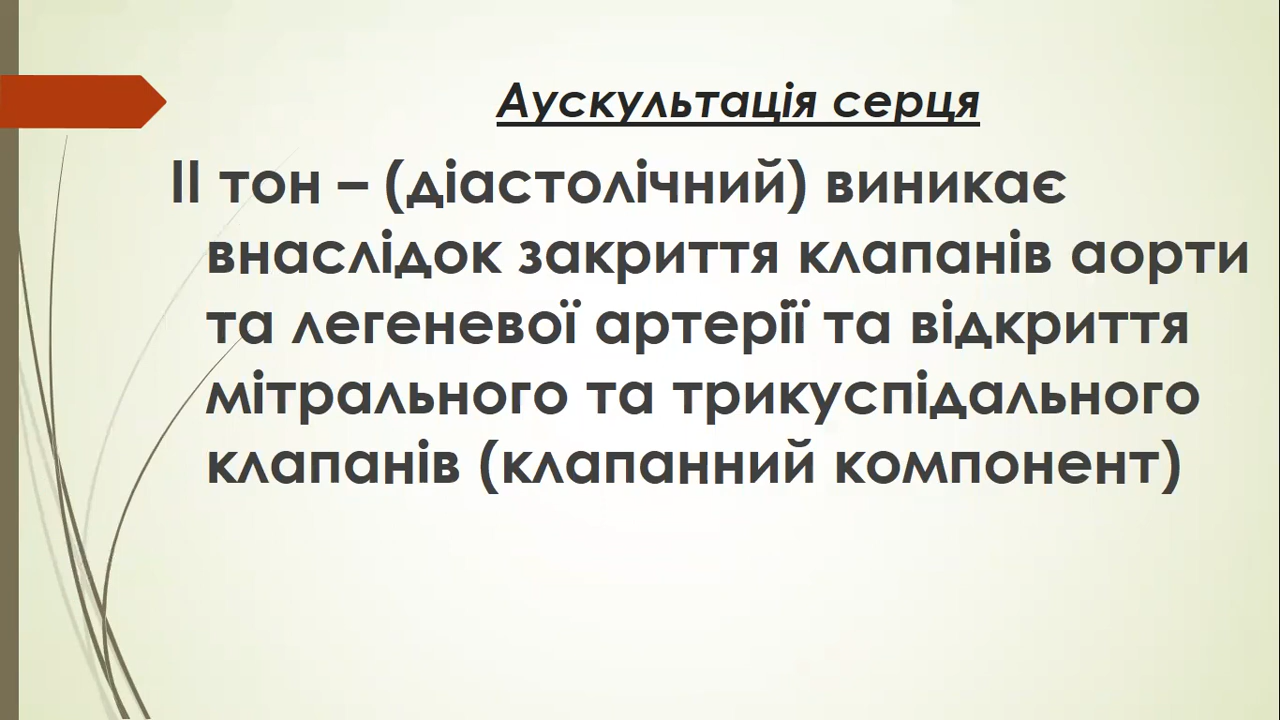 Аускультація серця
ІІ тон – (діастолічний) виникає
внаслідок закриття клапанів аорти
та легеневої артерії та відкриття
мітрального та трикуспідального
клапанів (клапанний компонент)